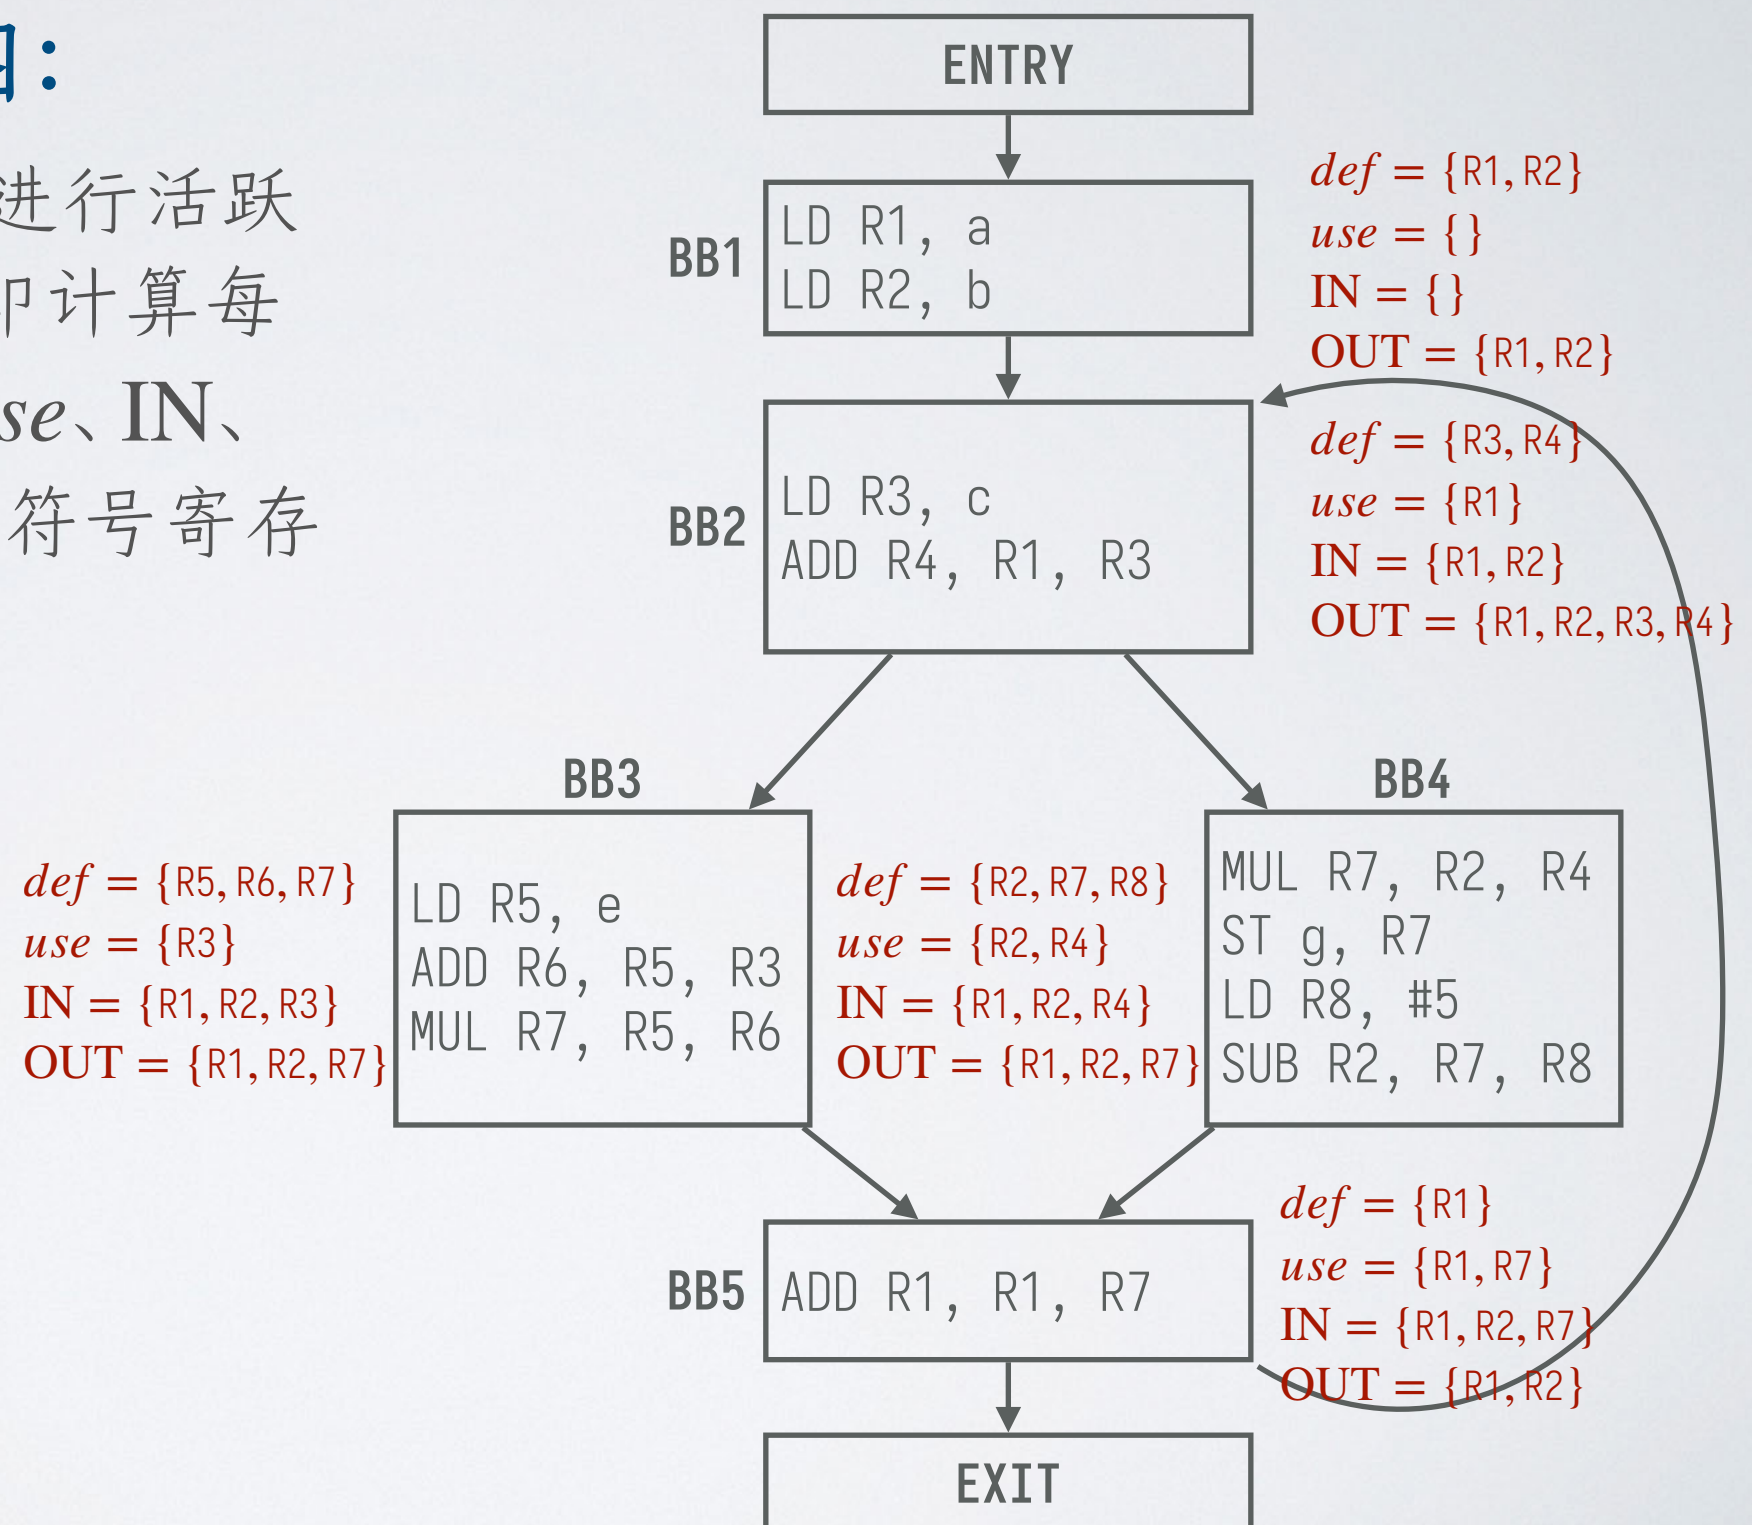 :
进行活跃
计算每
se、IN、
符号寄存
ENTRY
BB1
LD R1, a
LD R2, b
def = {R1, R2}
use = {}
IN = {}
OUT = {R1, R2}
BB2
LD R3, c
ADD R4, R1, R3
def = {R3, R4}
use = {R1}
IN = {R1, R2}
OUT = {R1, R2, R3, R4}
BB3
def = {R5, R6, R7}
use = {R3}
IN = {R1, R2, R3}
OUT = {R1, R2, R7}
LD R5, e
ADD R6, R5, R3
MUL R7, R5, R6
BB4
def = {R2, R7, R8}
use = {R2, R4}
IN = {R1, R2, R4}
OUT = {R1, R2, R7}
MUL R7, R2, R4
ST g, R7
LD R8, #5
SUB R2, R7, R8
BB5
ADD R1, R1, R7
def = {R1}
use = {R1, R7}
IN = {R1, R2, R7}
OUT = {R1, R2}
EXIT